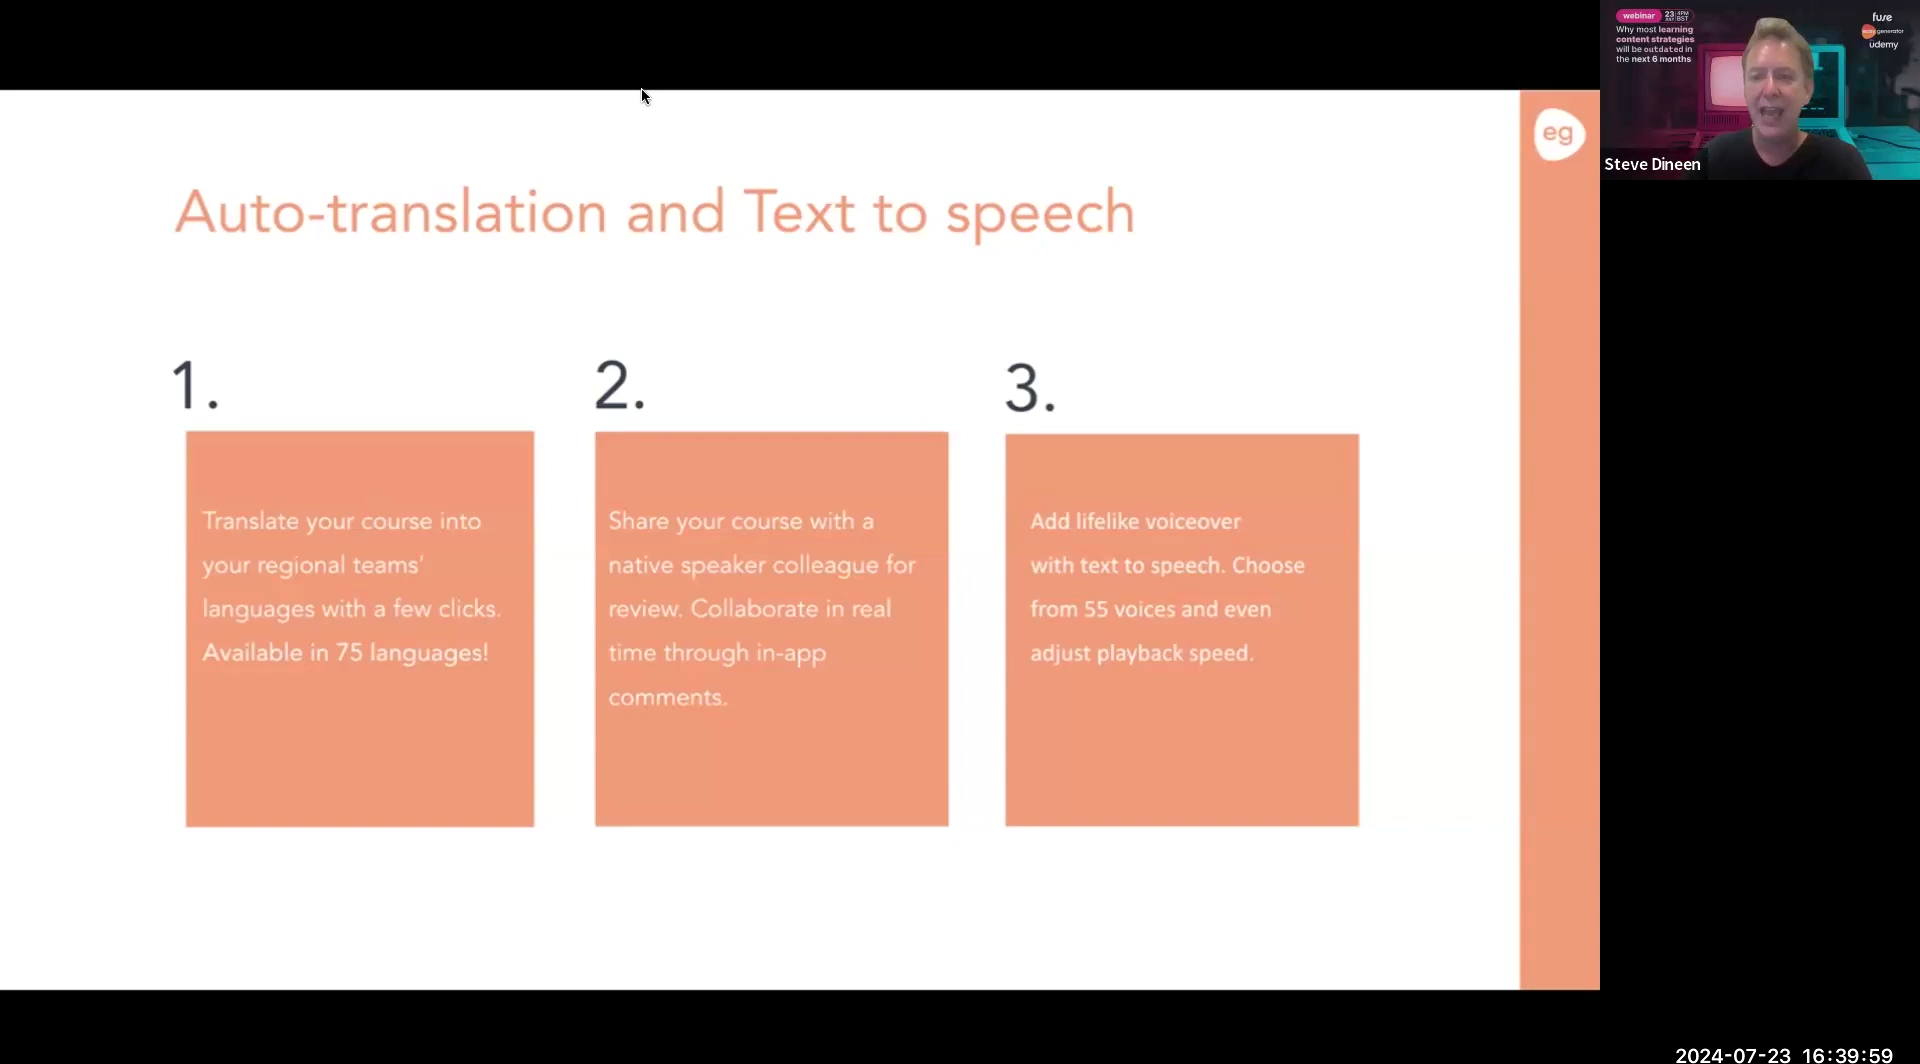 Auto-translation and Text to speech
1.
2.
3.
Translate your course into
your regional teams'
languages with a few clicks.
Available in 75 languages!
Share your course with a
native speaker colleague for
review. Collaborate in real
time through in-app
comments.
Add lifelike voiceover
with text to speech. Choose
from 55 voices and even
adjust playback speed.
eg
webinar
23 4PM
BST
Why most learning
content strategies
will be outdated in
the next 6 months
fuse
generator
udemy
Steve Dineen
2024-07-23 16:39:59